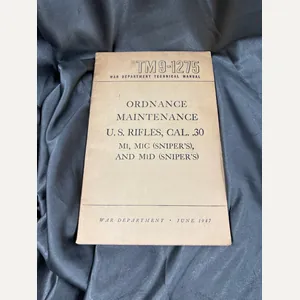 TM 9-1275
WAR DEPARTMENT TECHNICAL MANUAL
ORDNANCE
MAINTENANCE
U. S. RIFLES, CAL. .30
M1, M1C (SNIPER'S),
AND M1D (SNIPER'S)
WAR DEPARTMENT • JUNE 1947